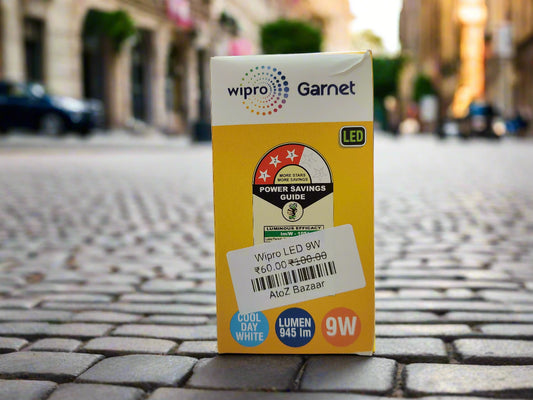 wipro Garnet
LED
MORE STARS
MORE SAVINGS
POWER SAVINGS
GUIDE
LUMINOUS EFFICACY
Wipro LED 9W
₹60.00 ₹100.00
AtoZ Bazaar
COOL
DAY
WHITE
LUMEN
945 lm
9W